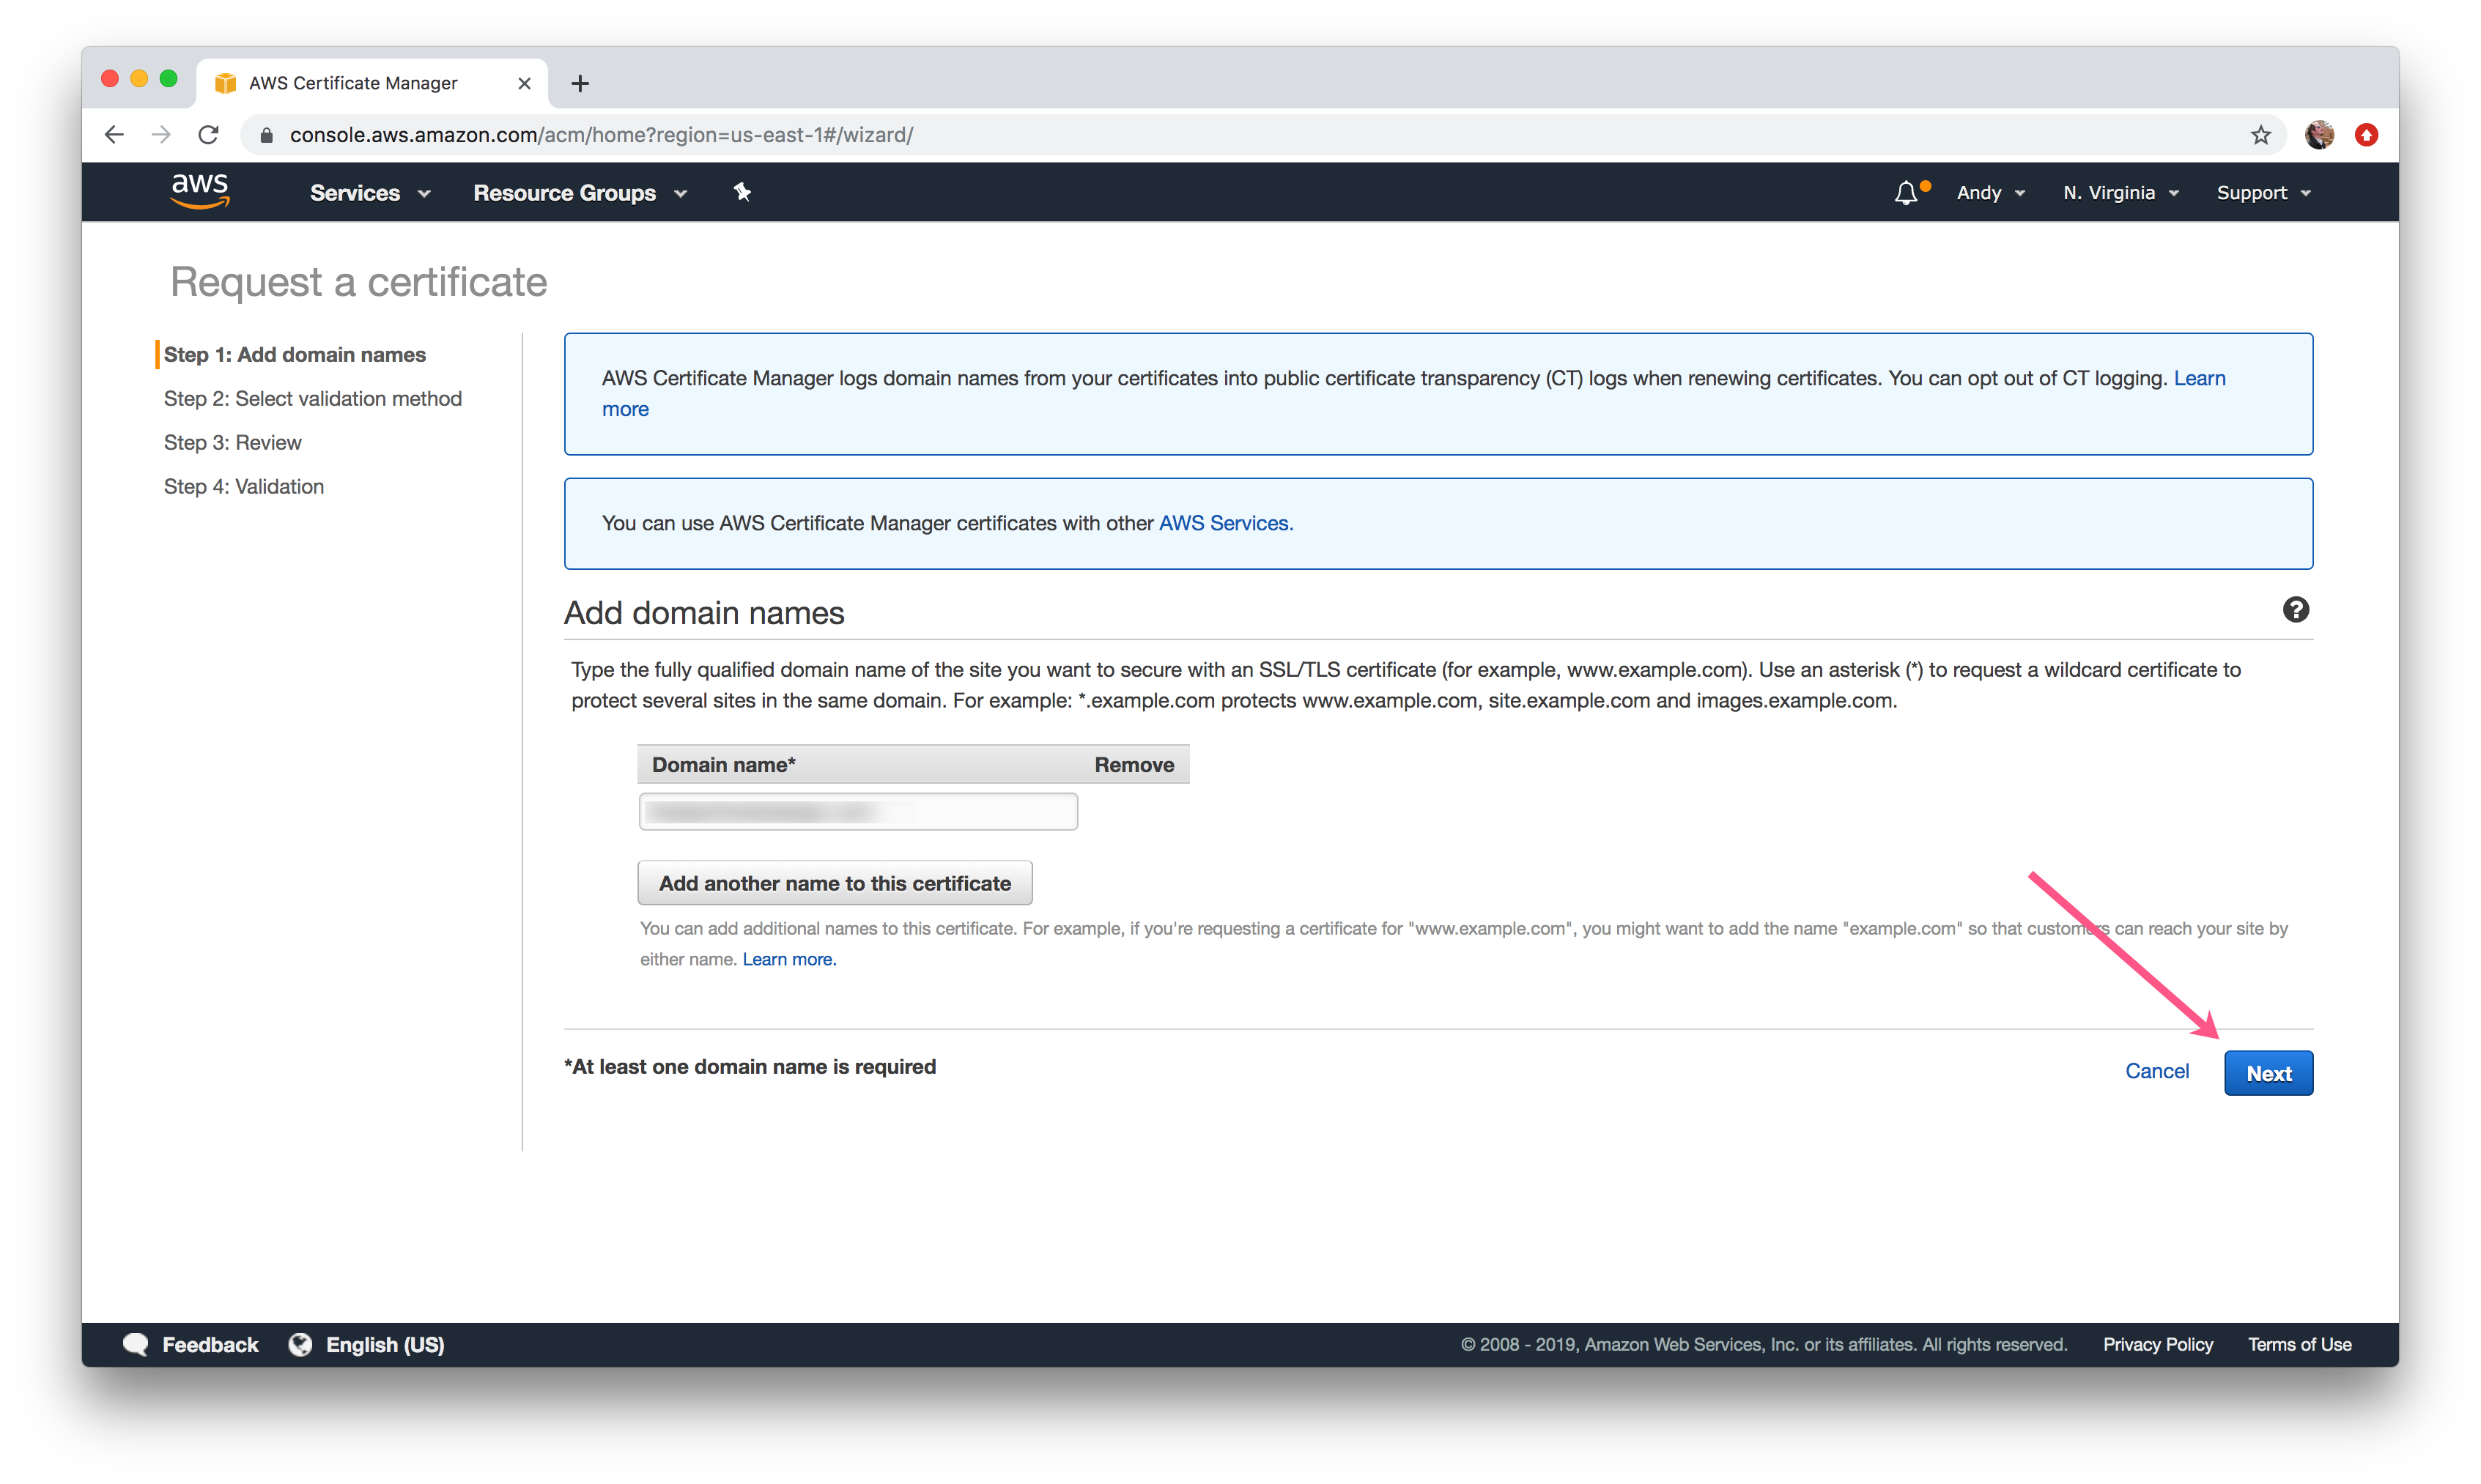 AWS Certificate Manager
console.aws.amazon.com/acm/home?region=us-east-1#/wizard/
aws
Services
Resource Groups
Andy
N. Virginia
Support
Request a certificate
Step 1: Add domain names
Step 2: Select validation method
Step 3: Review
Step 4: Validation
AWS Certificate Manager logs domain names from your certificates into public certificate transparency (CT) logs when renewing certificates. You can opt out of CT logging. Learn
more
You can use AWS Certificate Manager certificates with other AWS Services.
Add domain names
Type the fully qualified domain name of the site you want to secure with an SSL/TLS certificate (for example, www.example.com). Use an asterisk (*) to request a wildcard certificate to
protect several sites in the same domain. For example: *.example.com protects www.example.com, site.example.com and images.example.com.
Domain name*
Remove
Add another name to this certificate
You can add additional names to this certificate. For example, if you're requesting a certificate for "www.example.com", you might want to add the name "example.com" so that customers can reach your site by
either name. Learn more.
*At least one domain name is required
Cancel
Next
Feedback
English (US)
© 2008 - 2019, Amazon Web Services, Inc. or its affiliates. All rights reserved.
Privacy Policy
Terms of Use